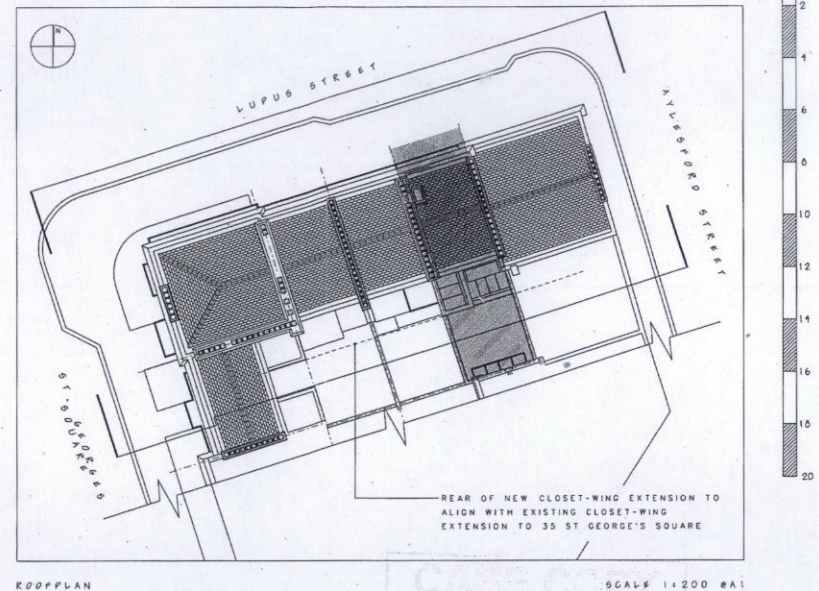 N
LUPUS STREET
AYLESFORD STREET
ST. GEORGES
SQUARE
REAR OF NEW CLOSET-WING EXTENSION TO
ALIGN WITH EXISTING CLOSET-WING
EXTENSION TO 35 ST GEORGE'S SQUARE
ROOFPLAN
SCALE 1:200 @A1
2
4
6
8
10
12
14
16
18
20